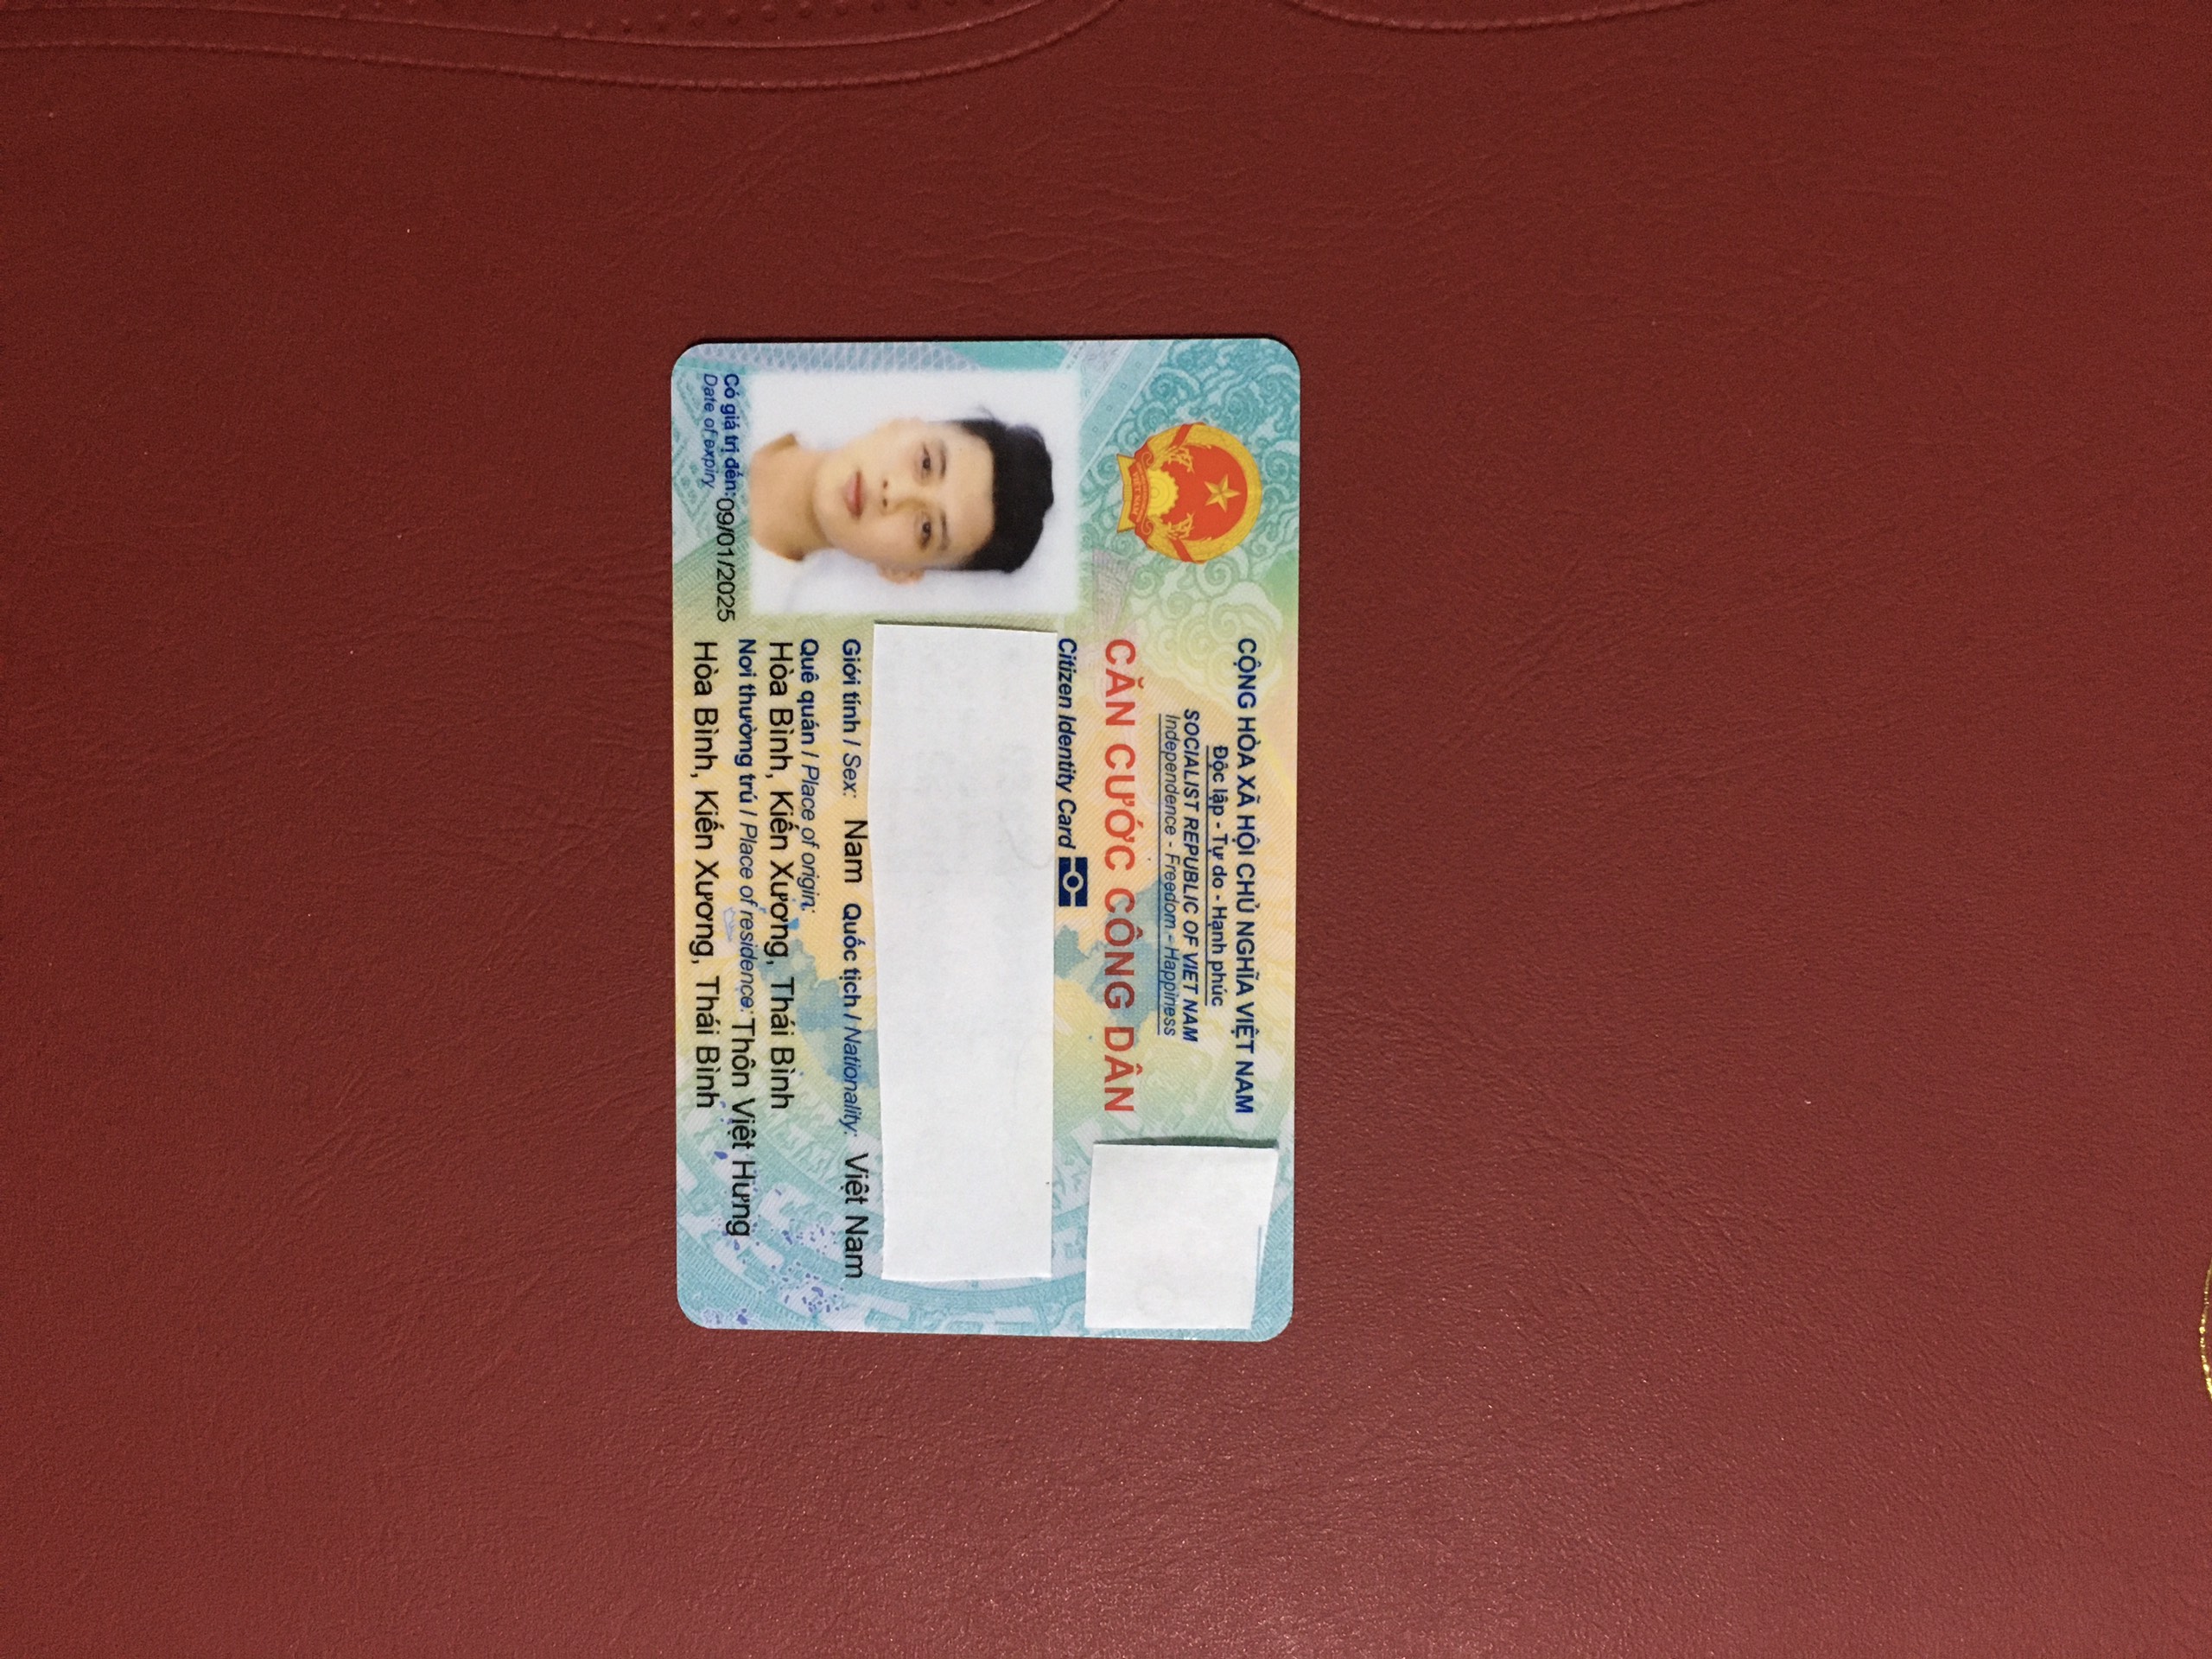 CỘNG HÒA XÃ HỘI CHỦ NGHĨA VIỆT NAM
Độc lập - Tự do - Hạnh phúc
SOCIALIST REPUBLIC OF VIET NAM
Independence - Freedom - Happiness
CĂN CƯỚC CÔNG DÂN
Citizen Identity Card
Giới tính / Sex: Nam Quốc tịch / Nationality: Việt Nam
Quê quán / Place of origin:
Hòa Bình, Kiến Xương, Thái Bình
Nơi thường trú / Place of residence: Thôn Việt Hưng
Hòa Bình, Kiến Xương, Thái Bình
Có giá trị đến: 09/01/2025
Date of expiry
VIỆT NAM